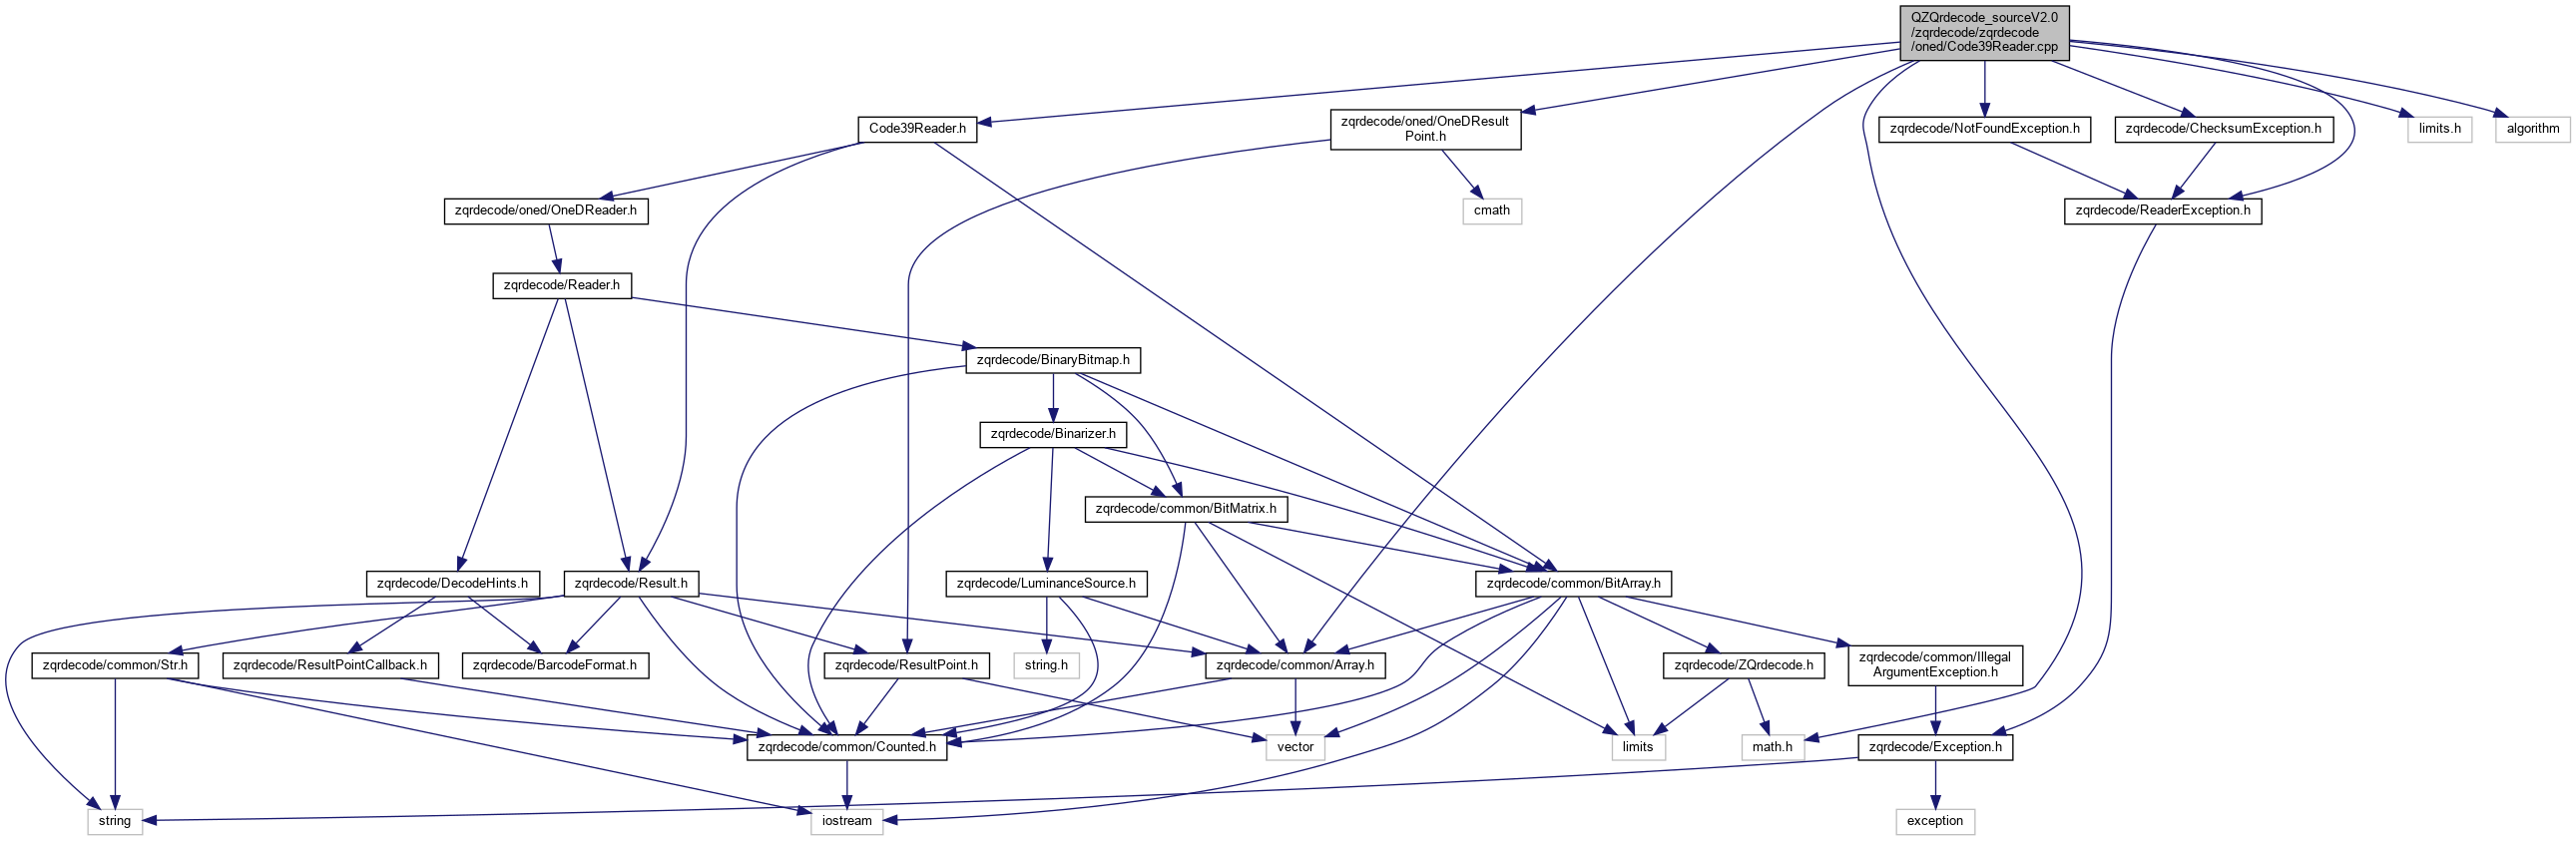 QZQrdecode_sourceV2.0
/zqrdecode/zqrdecode
/oned/Code39Reader.cpp
Code39Reader.h
zqrdecode/oned/OneDResult
Point.h
zqrdecode/NotFoundException.h
zqrdecode/ChecksumException.h
limits.h
algorithm
zqrdecode/oned/OneDReader.h
cmath
zqrdecode/ReaderException.h
zqrdecode/Reader.h
zqrdecode/BinaryBitmap.h
zqrdecode/Binarizer.h
zqrdecode/common/BitMatrix.h
zqrdecode/DecodeHints.h
zqrdecode/Result.h
zqrdecode/LuminanceSource.h
zqrdecode/common/BitArray.h
zqrdecode/common/Str.h
zqrdecode/ResultPointCallback.h
zqrdecode/BarcodeFormat.h
zqrdecode/ResultPoint.h
string.h
zqrdecode/common/Array.h
zqrdecode/ZQrdecode.h
zqrdecode/common/Illegal
ArgumentException.h
zqrdecode/common/Counted.h
vector
limits
math.h
zqrdecode/Exception.h
string
iostream
exception